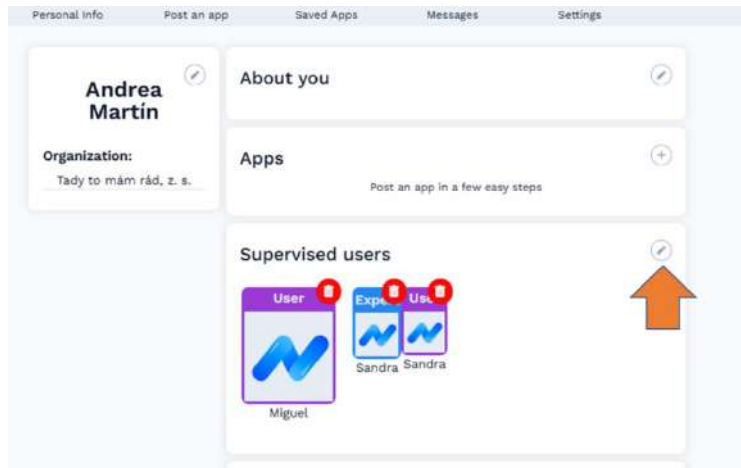 Personal Info Post an app Saved Apps Messages Settings
Andrea
Martín
Organization:
Tady to mám rád, z. s.
About you
Apps
Post an app in a few easy steps
Supervised users
User
Miguel
Sandra
Sandra